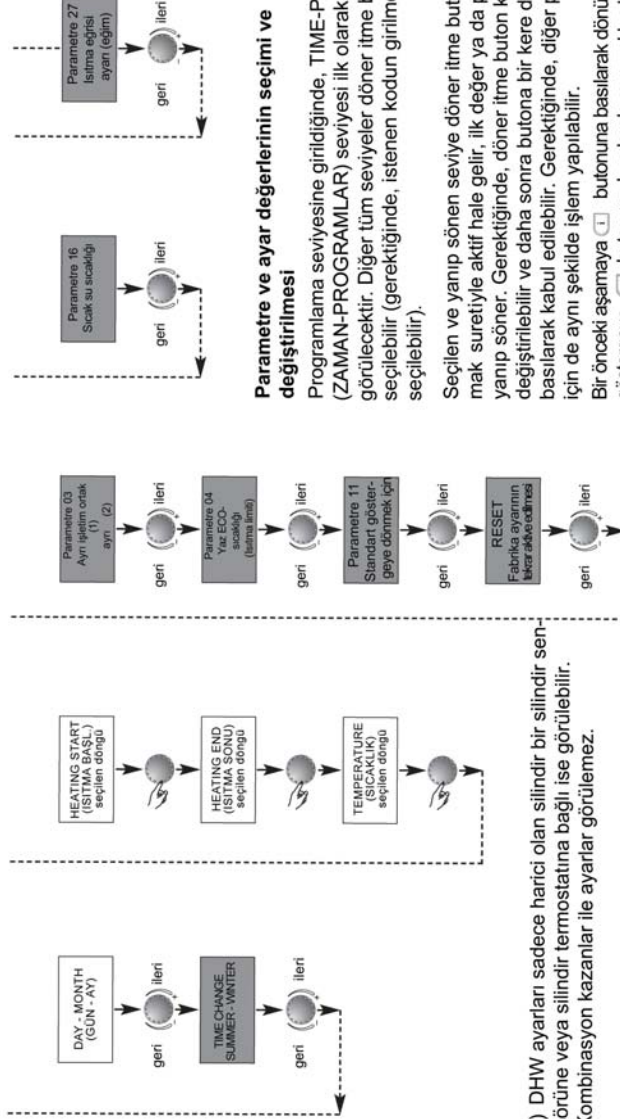 DAY - MONTH
(GÜN - AY)
geri
ileri
TIME CHANGE
SUMMER - WINTER
geri
ileri
HEATING START
(ISITMA BAŞL.)
seçilen döngü
HEATING END
(ISITMA SONU)
seçilen döngü
TEMPERATURE
(SICAKLIK)
seçilen döngü
) DHW ayarları sadece harici olan silindir bir silindir sen-
örüne veya silindir termostatına bağlı ise görülebilir.
Kombinasyon kazanlar ile ayarlar görülemez.
Parametre 03
Ayrı işletim ortak
(1)
ayrı (2)
geri
ileri
Parametre 04
Yaz ECO-
sıcaklığı
(Isıtma limiti)
geri
ileri
Parametre 11
Standart göster-
geye dönmek için
geri
ileri
RESET
Fabrika ayarının
tekrar aktive edilmesi
geri
ileri
Parametre 16
Sıcak su sıcaklığı
geri
ileri
Parametre 27
Isıtma eğrisi
ayarı (eğim)
geri
ileri
Parametre ve ayar değerlerinin seçimi ve
değiştirilmesi
Programlama seviyesine girildiğinde, TIME-P
(ZAMAN-PROGRAMLAR) seviyesi ilk olarak
görülecektir. Diğer tüm seviyeler döner itme b
seçilebilir (gerektiğinde, istenen kodun girilme
seçilebilir).
Seçilen ve yanıp sönen seviye döner itme but
mak suretiyle aktif hale gelir, ilk değer ya da p
yanıp söner. Gerektiğinde, döner itme buton k
değiştirilebilir ve daha sonra butona bir kere d
basılarak kabul edilebilir. Gerektiğinde, diğer p
için de aynı şekilde işlem yapılabilir.
Bir önceki aşamaya i butonuna basılarak dönü